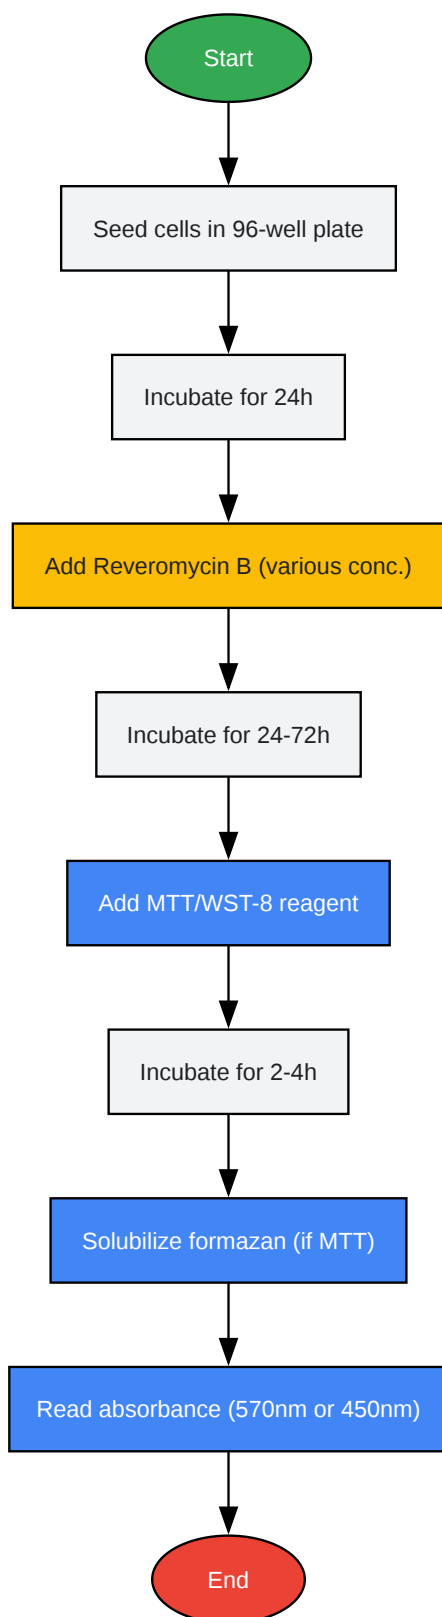 Start
Seed cells in 96-well plate
Incubate for 24h
Add Reveromycin B (various conc.)
Incubate for 24-72h
Add MTT/WST-8 reagent
Incubate for 2-4h
Solubilize formazan (if MTT)
Read absorbance (570nm or 450nm)
End